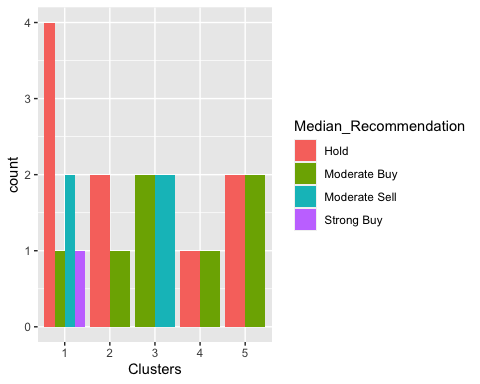 4
3
2
1
0
count
1 2 3 4 5
Clusters
Median_Recommendation
Hold
Moderate Buy
Moderate Sell
Strong Buy